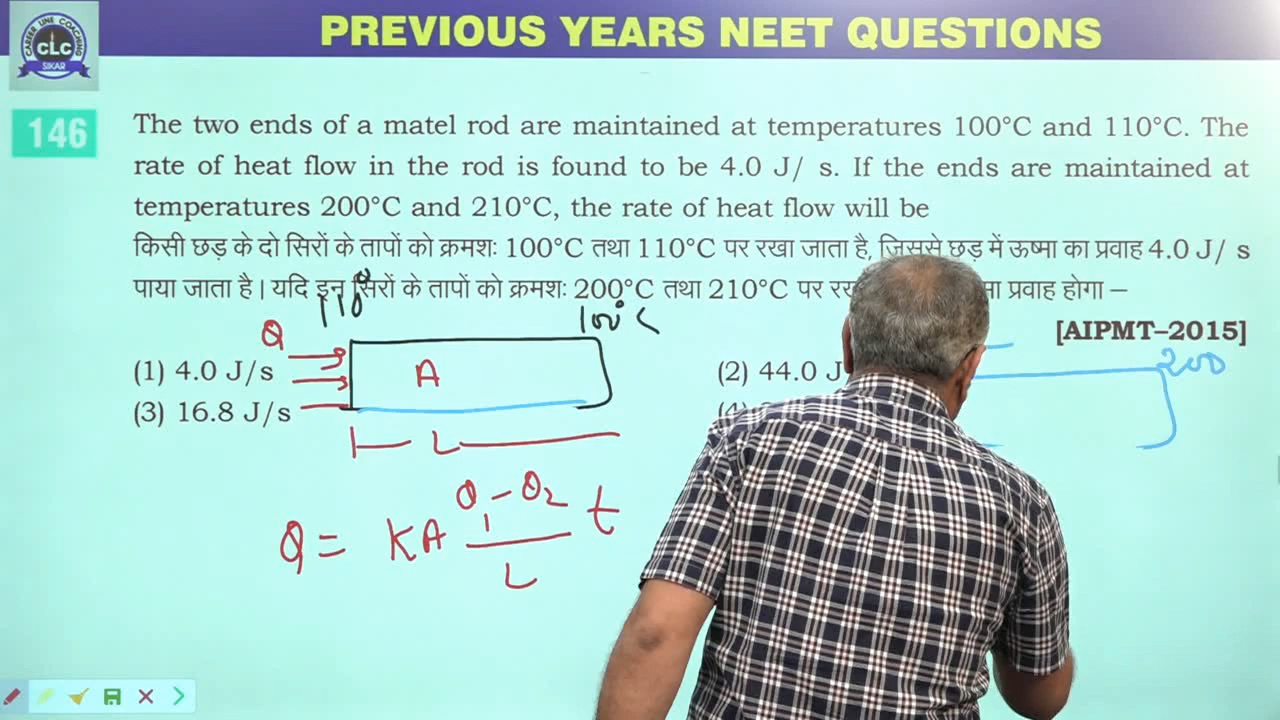 PREVIOUS YEARS NEET QUESTIONS
CAREER LINE COACHING
CLC
SIKAR
146
The two ends of a matel rod are maintained at temperatures 100°C and 110°C. The
rate of heat flow in the rod is found to be 4.0 J/ s. If the ends are maintained at
temperatures 200°C and 210°C, the rate of heat flow will be
किसी छड़ के दो सिरों के तापों को क्रमशः 100°C तथा 110°C पर रखा जाता है, जिससे छड़ में ऊष्मा का प्रवाह 4.0 J/ s
पाया जाता है। यदि इन सिरों के तापों को क्रमशः 200°C तथा 210°C पर प्रवाह होगा –
[AIPMT–2015]
110°
100°C
Q
200
(1) 4.0 J/s
A
(2) 44.0 J
(3) 16.8 J/s
L
Q = KA θ1 – θ2 t
L